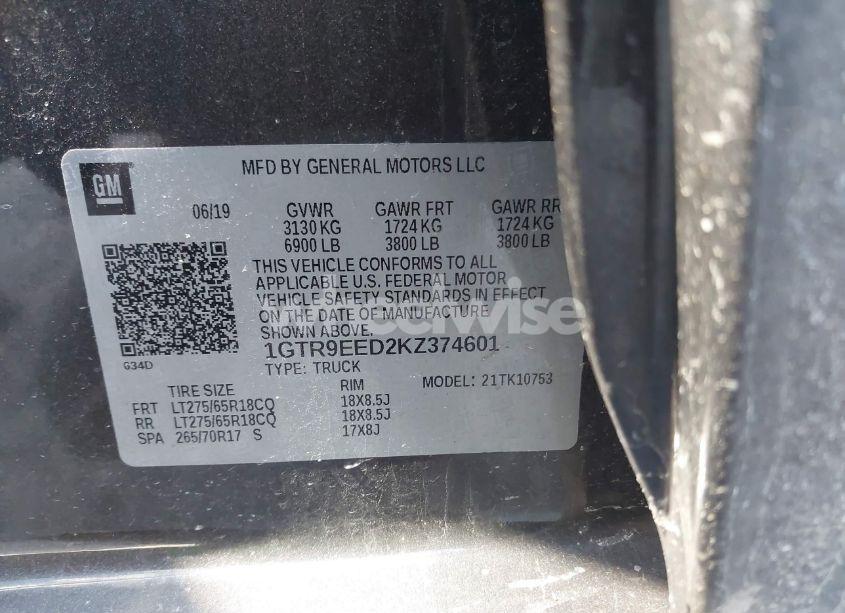 GM
MFD BY GENERAL MOTORS LLC
06/19 GVWR GAWR FRT GAWR RR
3130 KG 1724 KG 1724 KG
6900 LB 3800 LB 3800 LB
THIS VEHICLE CONFORMS TO ALL
APPLICABLE U.S. FEDERAL MOTOR
VEHICLE SAFETY STANDARDS IN EFFECT
ON THE DATE OF MANUFACTURE
SHOWN ABOVE.
1GTR9EED2KZ374601
G34D
TYPE: TRUCK MODEL: 21TK10753
TIRE SIZE RIM
FRT LT275/65R18CQ 18X8.5J
RR LT275/65R18CQ 18X8.5J
SPA 265/70R17 S 17X8J